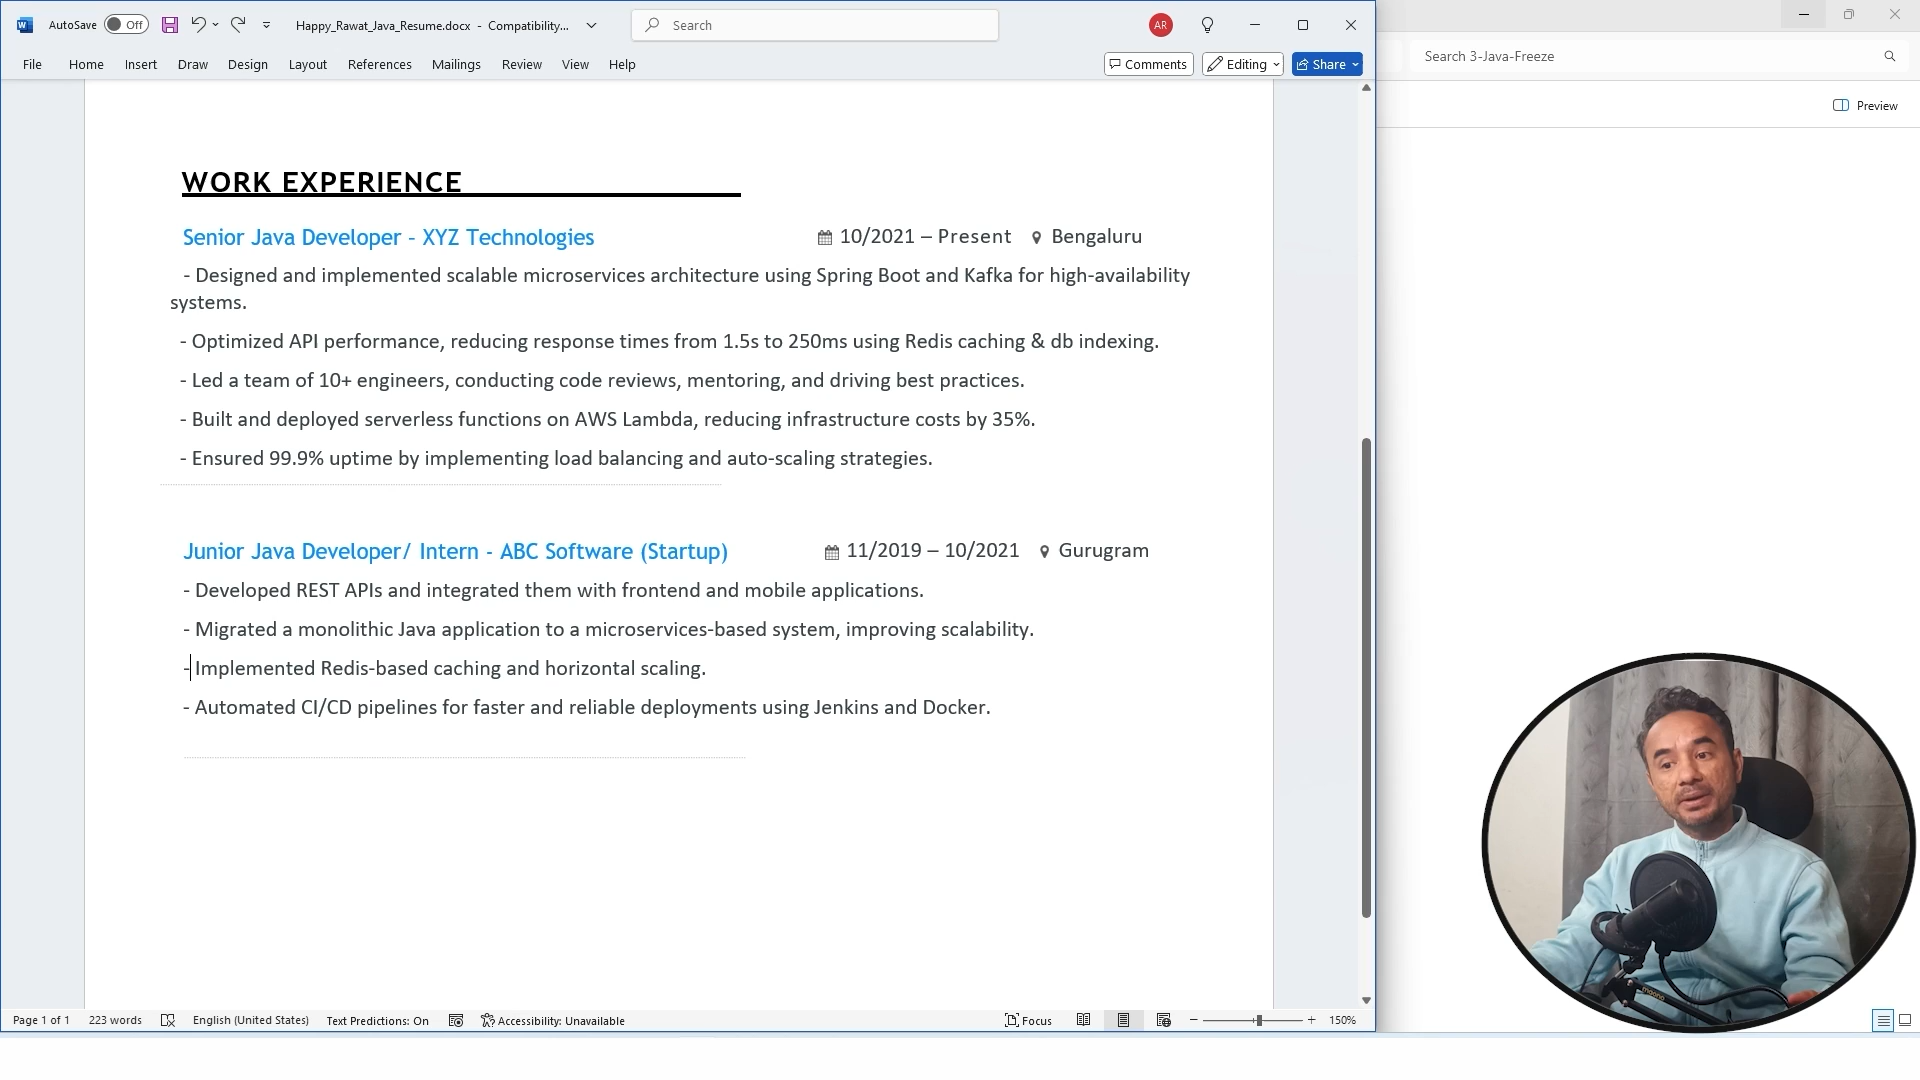 AutoSave Off Happy_Rawat_Java_Resume.docx - Compatibility... Search AR
File Home Insert Draw Design Layout References Mailings Review View Help Comments Editing Share
Search 3-Java-Freeze
Preview
WORK EXPERIENCE
Senior Java Developer - XYZ Technologies 10/2021 – Present Bengaluru
- Designed and implemented scalable microservices architecture using Spring Boot and Kafka for high-availability
systems.
- Optimized API performance, reducing response times from 1.5s to 250ms using Redis caching & db indexing.
- Led a team of 10+ engineers, conducting code reviews, mentoring, and driving best practices.
- Built and deployed serverless functions on AWS Lambda, reducing infrastructure costs by 35%.
- Ensured 99.9% uptime by implementing load balancing and auto-scaling strategies.
Junior Java Developer/ Intern - ABC Software (Startup) 11/2019 – 10/2021 Gurugram
- Developed REST APIs and integrated them with frontend and mobile applications.
- Migrated a monolithic Java application to a microservices-based system, improving scalability.
- Implemented Redis-based caching and horizontal scaling.
- Automated CI/CD pipelines for faster and reliable deployments using Jenkins and Docker.
moono
Page 1 of 1 223 words English (United States) Text Predictions: On Accessibility: Unavailable Focus 150%